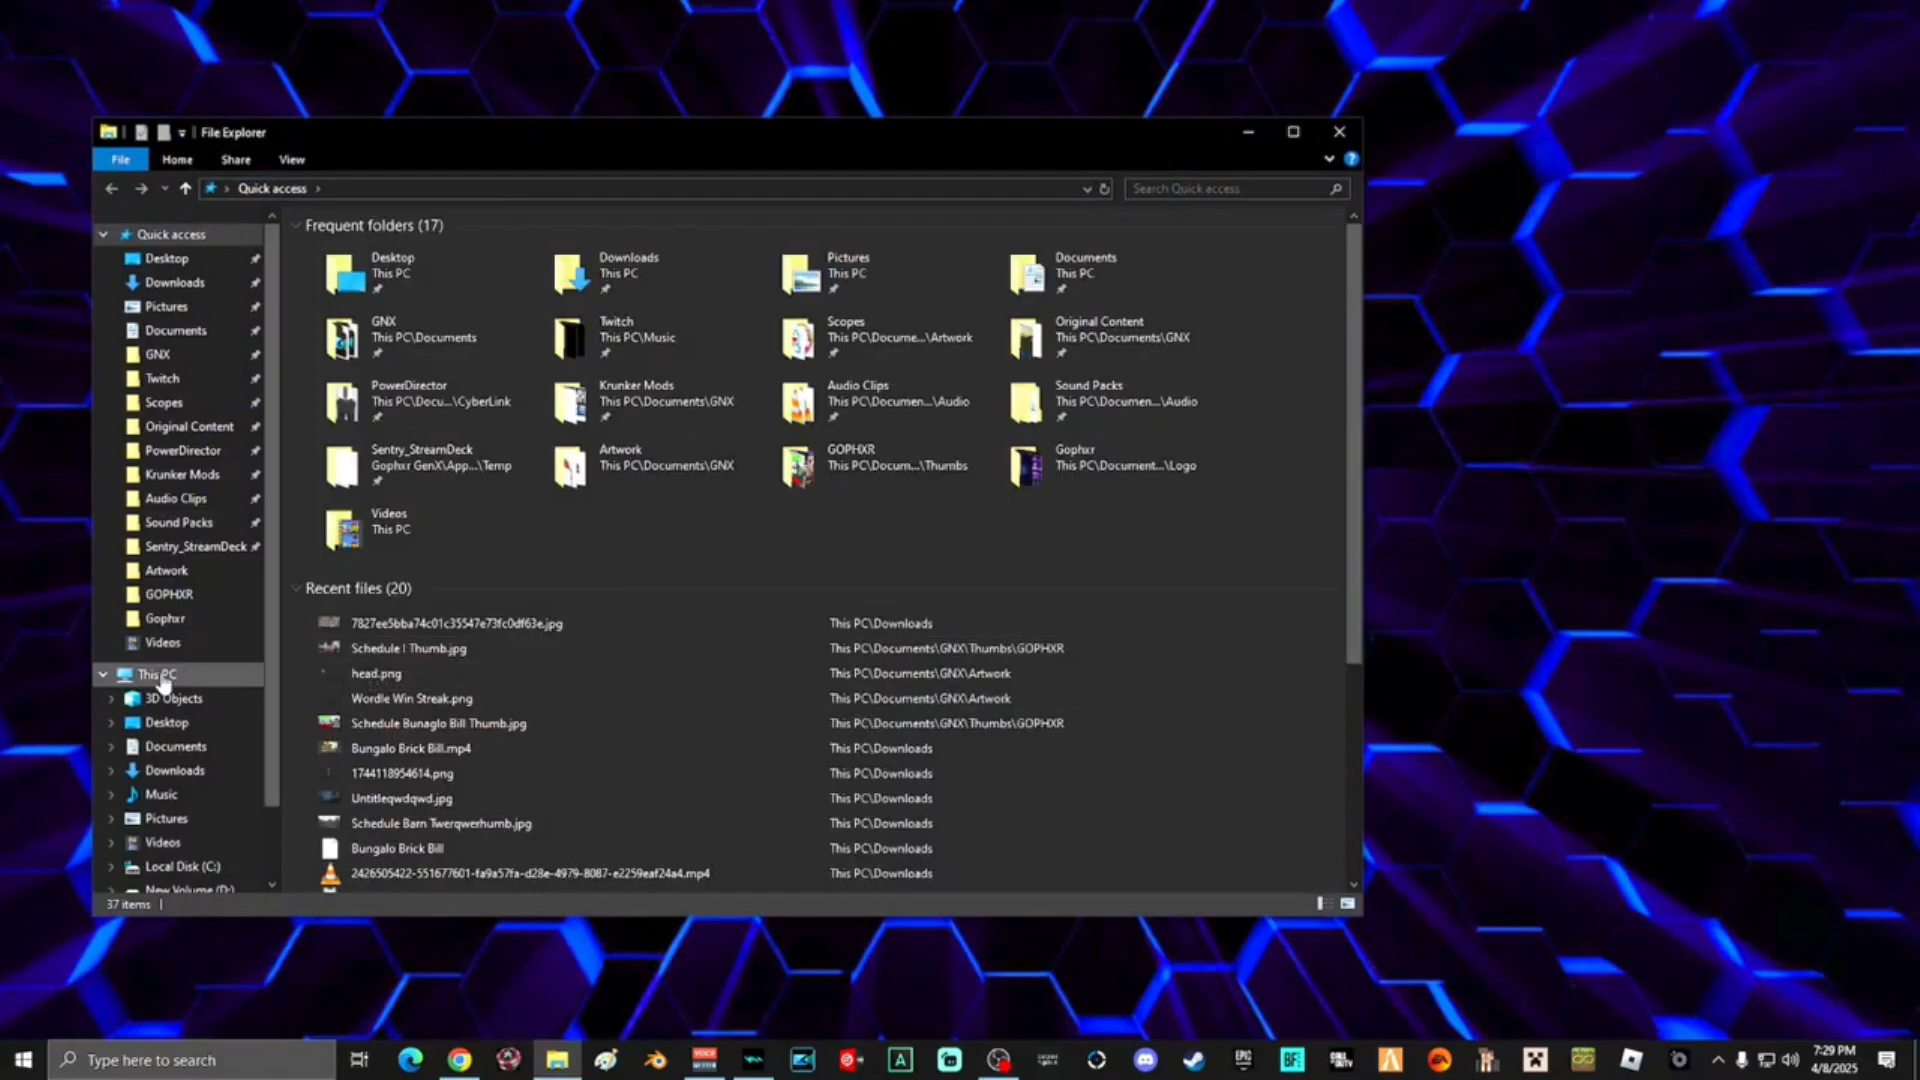 File Explorer
File Home Share View
Quick access
Search Quick access
Quick access
Desktop
Downloads
Pictures
Documents
GNX
Twitch
Scopes
Original Content
PowerDirector
Krunker Mods
Audio Clips
Sound Packs
Sentry_StreamDeck
Artwork
GOPHXR
Gophxr
Videos
This PC
3D Objects
Desktop
Documents
Downloads
Music
Pictures
Videos
Local Disk (C:)
New Volume (D:)
Frequent folders (17)
Desktop
This PC
Downloads
This PC
Pictures
This PC
Documents
This PC
GNX
This PC\Documents
Twitch
This PC\Music
Scopes
This PC\Docume...\Artwork
Original Content
This PC\Documents\GNX
PowerDirector
This PC\Docu...\CyberLink
Krunker Mods
This PC\Documents\GNX
Audio Clips
This PC\Documen...\Audio
Sound Packs
This PC\Documen...\Audio
Sentry_StreamDeck
Gophxr GenX\App...\Temp
Artwork
This PC\Documents\GNX
GOPHXR
This PC\Docum...\Thumbs
Gophxr
This PC\Document...\Logo
Videos
This PC
Recent files (20)
7827ee5bba74c01c35547e73fc0df63e.jpg This PC\Downloads
Schedule I Thumb.jpg This PC\Documents\GNX\Thumbs\GOPHXR
head.png This PC\Documents\GNX\Artwork
Wordle Win Streak.png This PC\Documents\GNX\Artwork
Schedule Bunaglo Bill Thumb.jpg This PC\Documents\GNX\Thumbs\GOPHXR
Bungalo Brick Bill.mp4 This PC\Downloads
1744118954614.png This PC\Downloads
Untitleqwdqwd.jpg This PC\Downloads
Schedule Barn Twerqwerhumb.jpg This PC\Downloads
Bungalo Brick Bill This PC\Downloads
2426505422-551677601-fa9a57fa-d28e-4979-8087-e2259eaf24a4.mp4 This PC\Downloads
37 items
Type here to search
EPIC
7:29 PM
4/8/2025